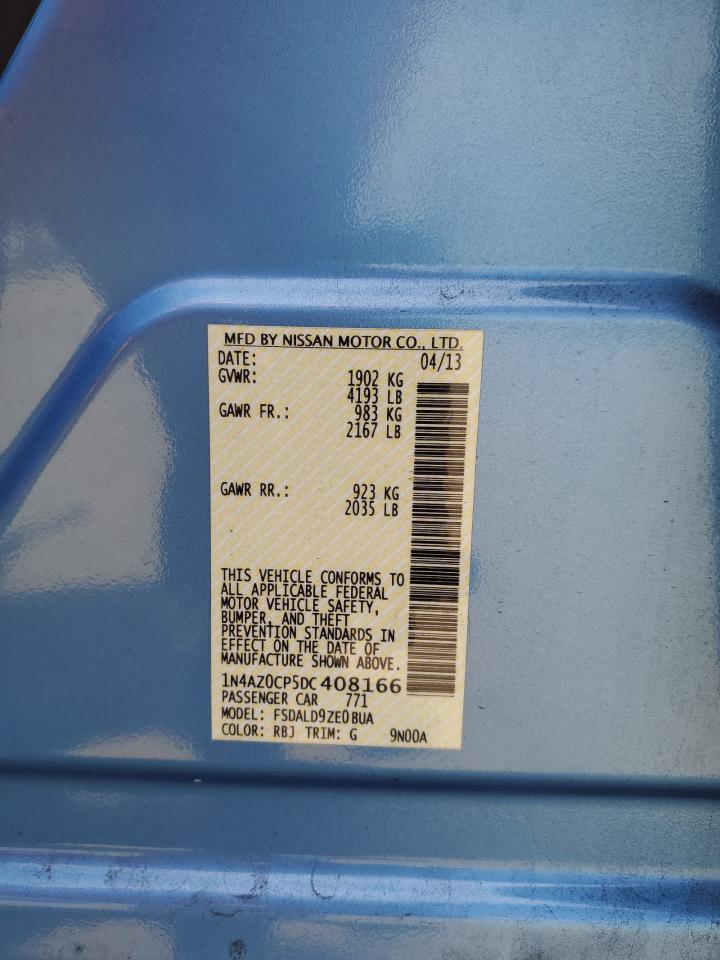 MFD BY NISSAN MOTOR CO., LTD.
DATE: 04/13
GVWR: 1902 KG
4193 LB
GAWR FR.: 983 KG
2167 LB
GAWR RR.: 923 KG
2035 LB
THIS VEHICLE CONFORMS TO
ALL APPLICABLE FEDERAL
MOTOR VEHICLE SAFETY,
BUMPER, AND THEFT
PREVENTION STANDARDS IN
EFFECT ON THE DATE OF
MANUFACTURE SHOWN ABOVE.
1N4AZ0CP5DC408166
PASSENGER CAR 771
MODEL: FSDALD9ZE0BUA
COLOR: RBJ TRIM: G 9N00A